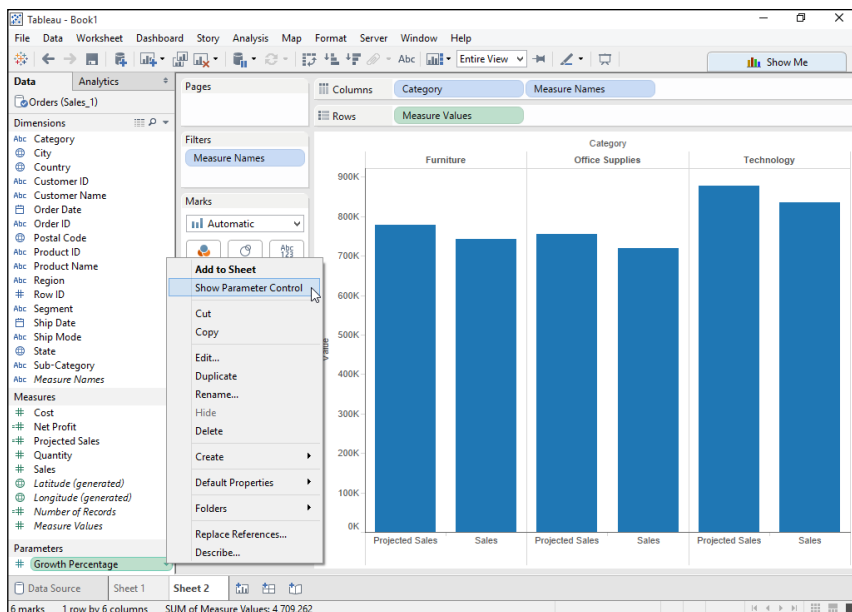 Tableau - Book1
File Data Worksheet Dashboard Story Analysis Map Format Server Window Help
Abc Entire View Show Me
Data Analytics
Orders (Sales_1)
Dimensions
Abc Category
City
Country
Abc Customer ID
Abc Customer Name
Order Date
Abc Order ID
Postal Code
Abc Product ID
Abc Product Name
Abc Region
# Row ID
Abc Segment
Ship Date
Abc Ship Mode
State
Abc Sub-Category
Abc Measure Names
Measures
# Cost
=# Net Profit
=# Projected Sales
# Quantity
# Sales
Latitude (generated)
Longitude (generated)
=# Number of Records
# Measure Values
Parameters
# Growth Percentage
Pages
Filters
Measure Names
Marks
Automatic
Abc
123
Add to Sheet
Show Parameter Control
Cut
Copy
Edit...
Duplicate
Rename...
Hide
Delete
Create
Default Properties
Folders
Replace References...
Describe...
Columns Category Measure Names
Rows Measure Values
Category
Furniture Office Supplies Technology
900K
800K
700K
600K
500K
400K
300K
200K
100K
0K
Value
Projected Sales Sales Projected Sales Sales Projected Sales Sales
Data Source Sheet 1 Sheet 2
6 marks 1 row by 6 columns SUM of Measure Values: 4,709,262